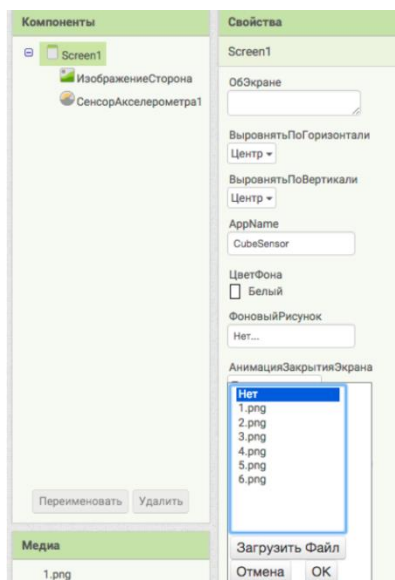 Компоненты
Screen1
ИзображениеСторона
СенсорАкселерометра1
Переименовать
Удалить
Медиа
1.png
Свойства
Screen1
ОбЭкране
ВыровнятьПоГоризонтали
Центр
ВыровнятьПоВертикали
Центр
AppName
CubeSensor
ЦветФона
Белый
ФоновыйРисунок
Нет...
АнимацияЗакрытияЭкрана
Нет
1.png
2.png
3.png
4.png
5.png
6.png
Загрузить Файл
Отмена
OK